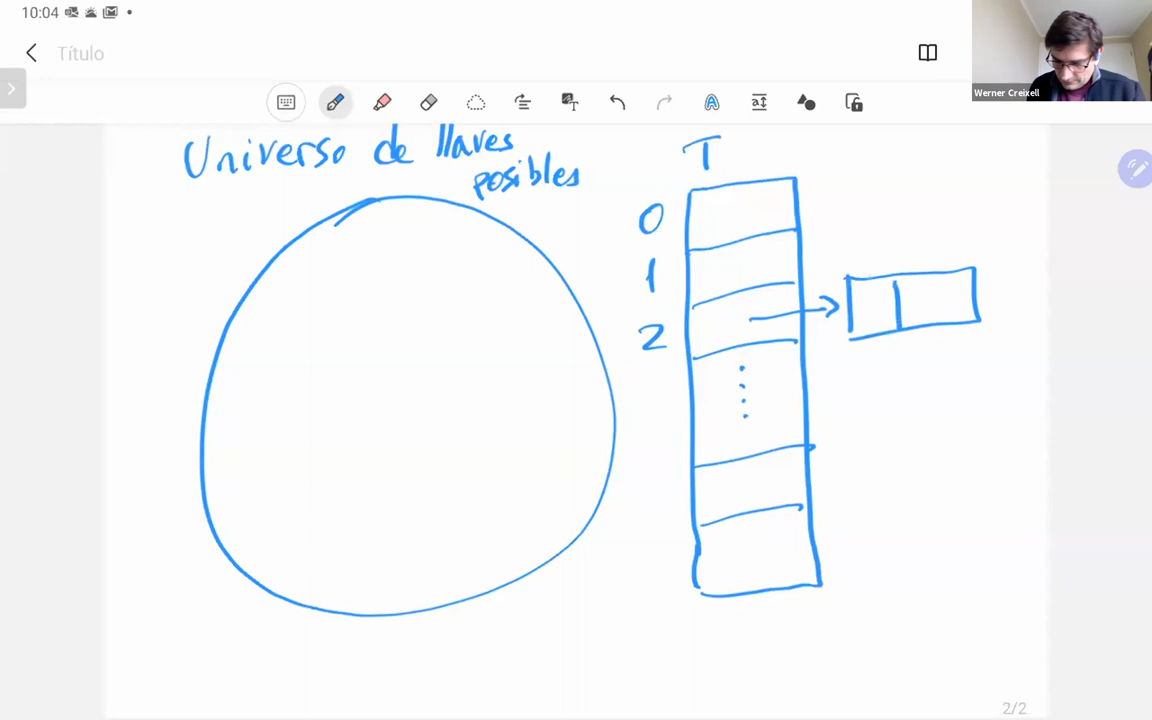 10:04
Título
Werner Creixell
Universo de llaves
posibles
T
0
1
2
2/2